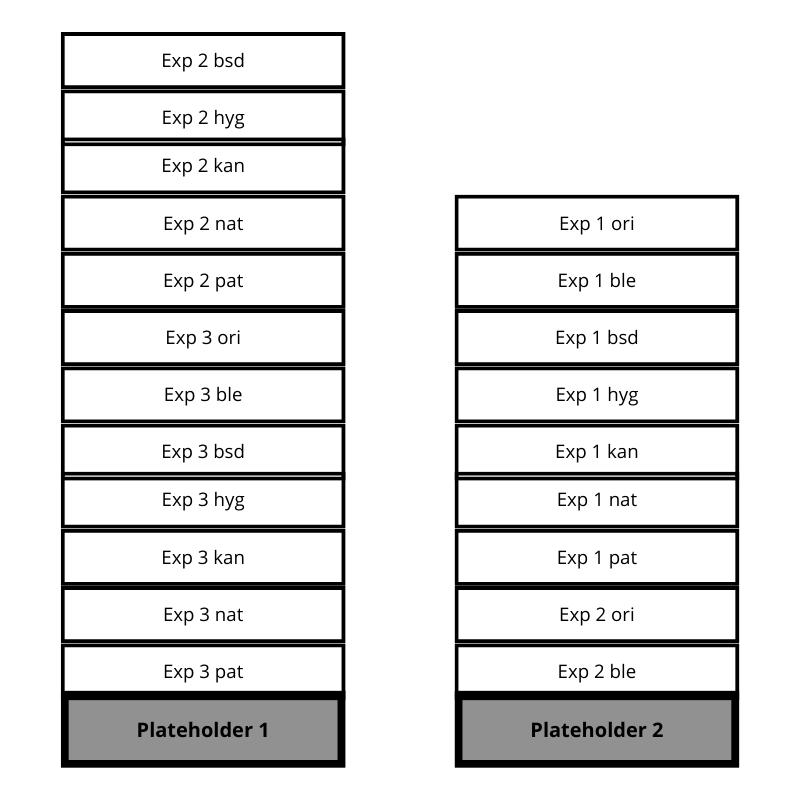 Exp 2 bsd
Exp 2 hyg
Exp 2 kan
Exp 2 nat
Exp 2 pat
Exp 3 ori
Exp 3 ble
Exp 3 bsd
Exp 3 hyg
Exp 3 kan
Exp 3 nat
Exp 3 pat
Plateholder 1
Exp 1 ori
Exp 1 ble
Exp 1 bsd
Exp 1 hyg
Exp 1 kan
Exp 1 nat
Exp 1 pat
Exp 2 ori
Exp 2 ble
Plateholder 2